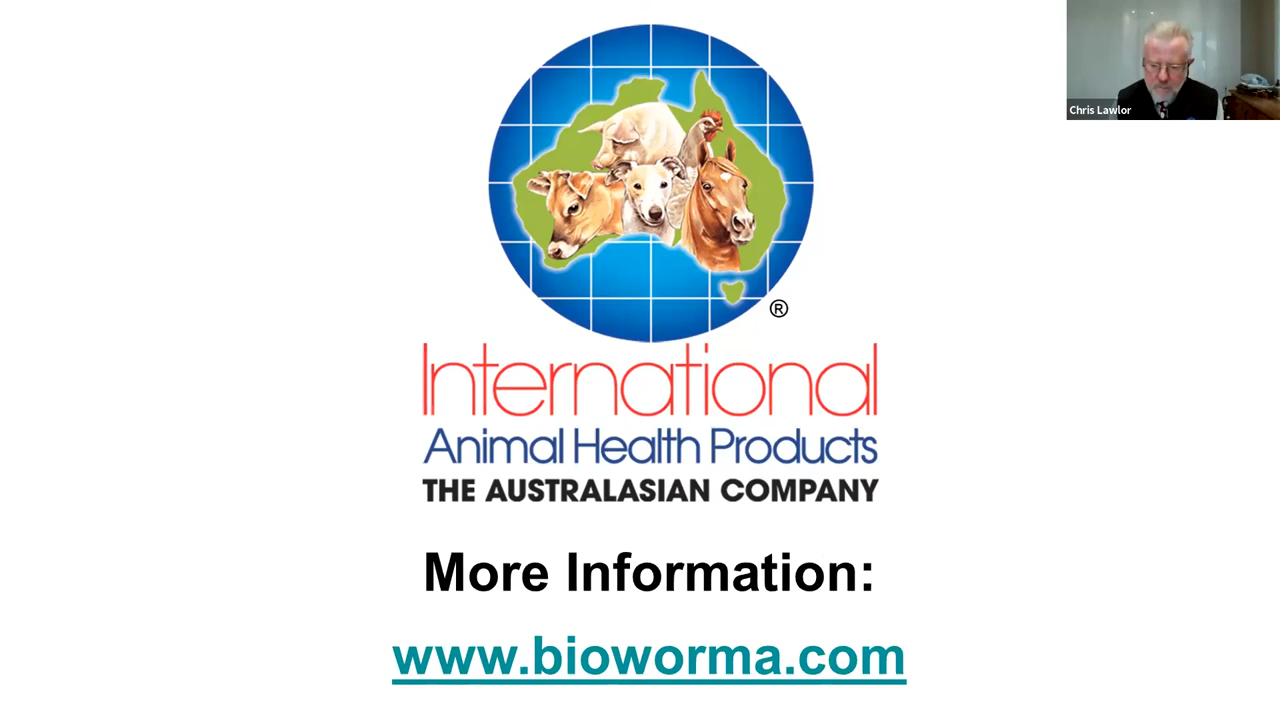 Chris Lawlor
®
International
Animal Health Products
THE AUSTRALASIAN COMPANY
More Information:
www.bioworma.com